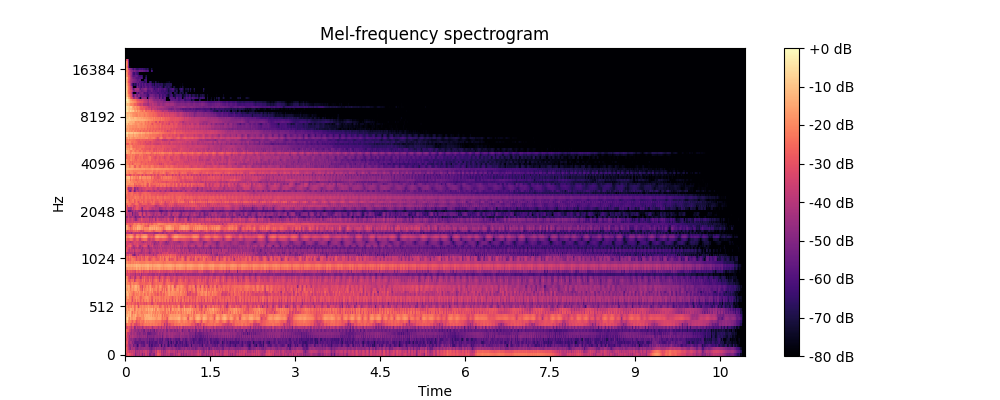 Mel-frequency spectrogram
Hz
16384
8192
4096
2048
1024
512
0
0 1.5 3 4.5 6 7.5 9 10
Time
+0 dB
-10 dB
-20 dB
-30 dB
-40 dB
-50 dB
-60 dB
-70 dB
-80 dB